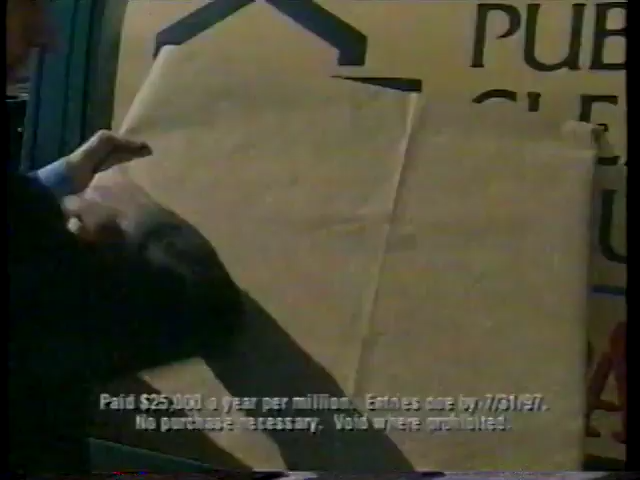 PUB
CLEA
U
Paid $25,000 a year per million. Entries due by 7/31/97.
No purchase necessary. Void where prohibited.